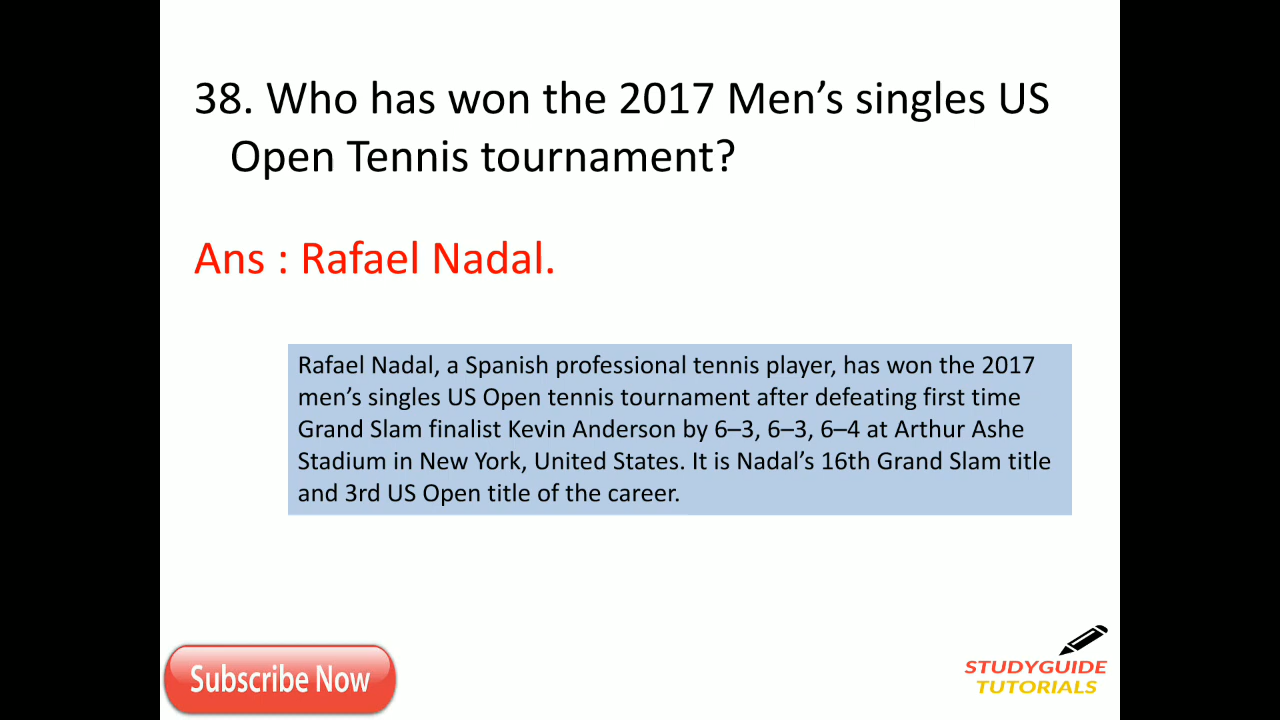 38. Who has won the 2017 Men’s singles US
Open Tennis tournament?
Ans : Rafael Nadal.
Rafael Nadal, a Spanish professional tennis player, has won the 2017
men’s singles US Open tennis tournament after defeating first time
Grand Slam finalist Kevin Anderson by 6–3, 6–3, 6–4 at Arthur Ashe
Stadium in New York, United States. It is Nadal’s 16th Grand Slam title
and 3rd US Open title of the career.
Subscribe Now
STUDYGUIDE
TUTORIALS